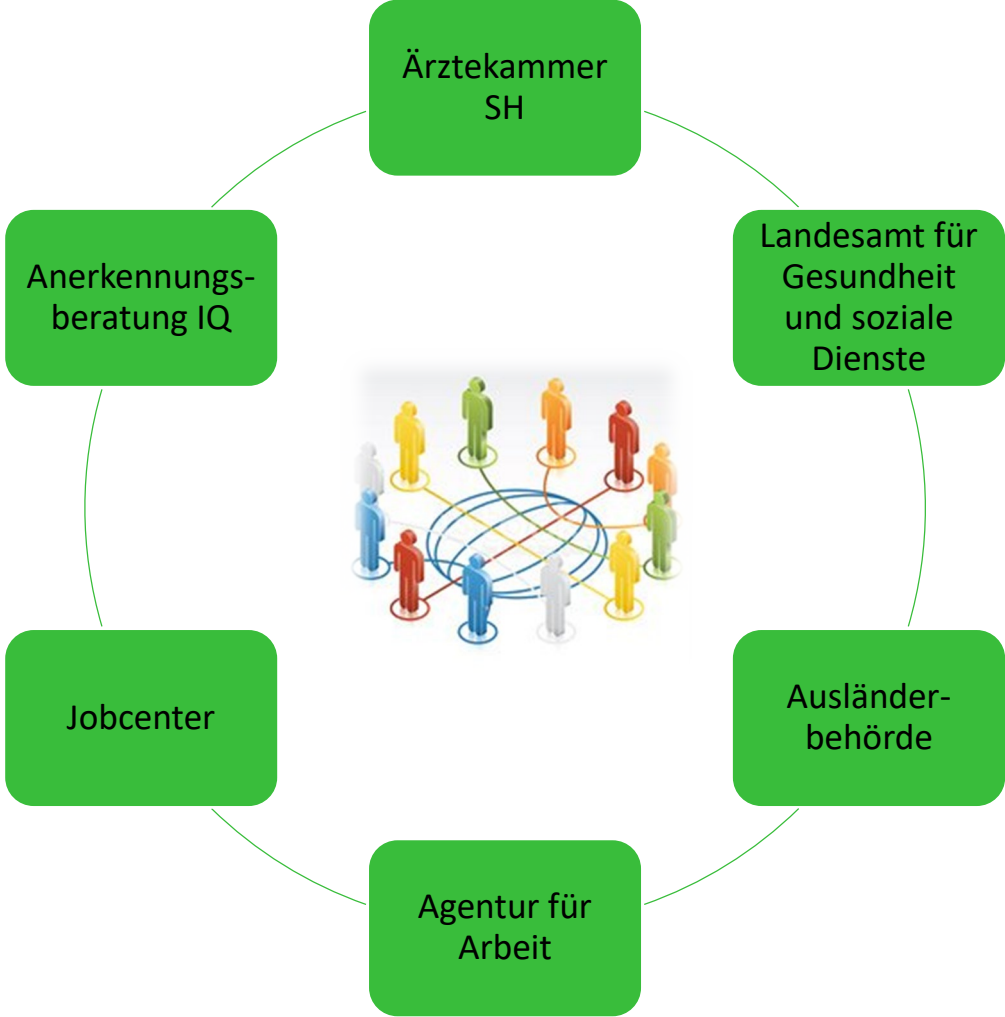 Ärztekammer
SH
Landesamt für
Gesundheit
und soziale
Dienste
Ausländer-
behörde
Agentur für
Arbeit
Jobcenter
Anerkennungs-
beratung IQ